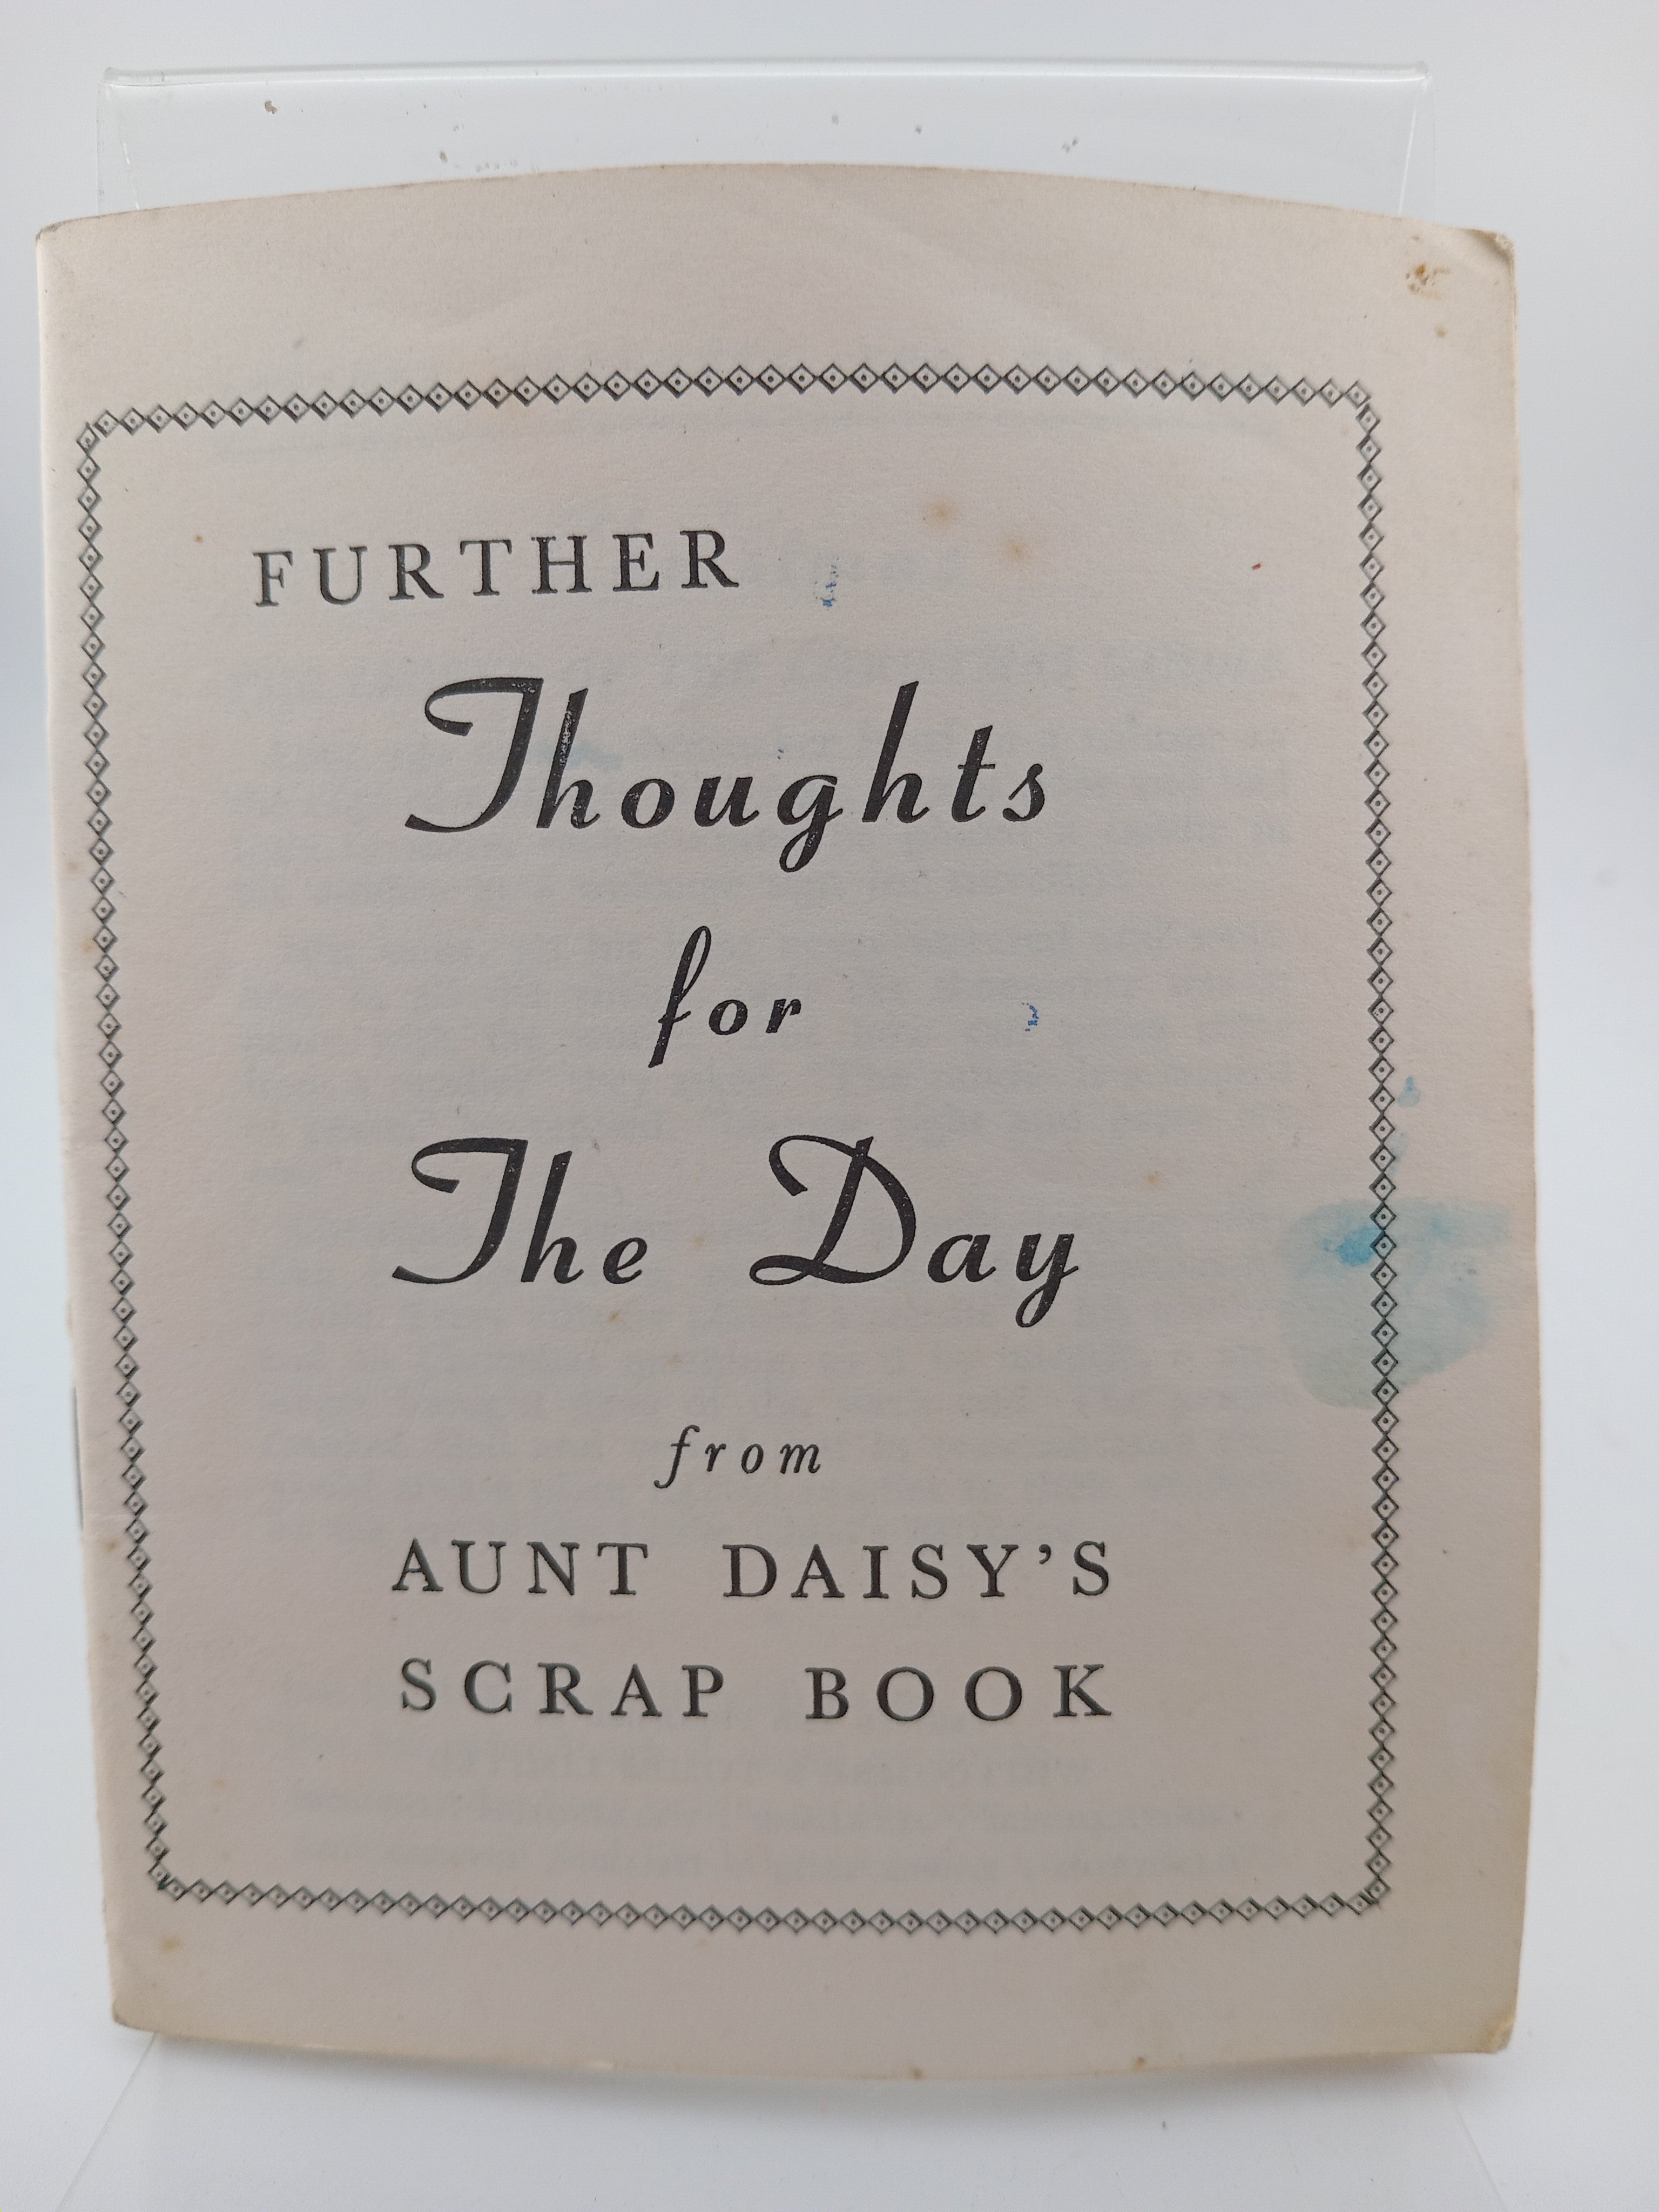 FURTHER
Thoughts
for
The Day
from
AUNT DAISY’S
SCRAP BOOK